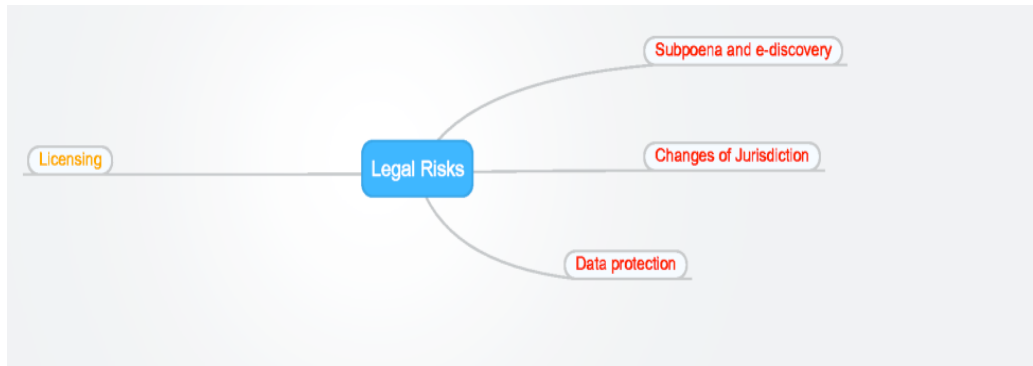 Subpoena and e-discovery
Licensing
Legal Risks
Changes of Jurisdiction
Data protection